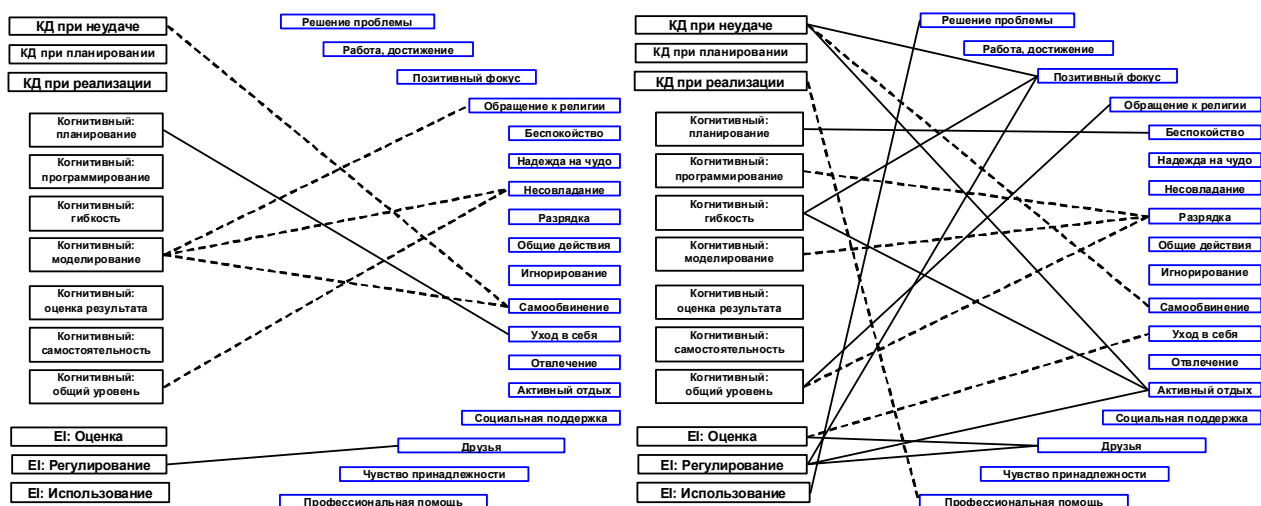 КД при неудаче
КД при планировании
КД при реализации
Когнитивный:
планирование
Когнитивный:
программирование
Когнитивный:
гибкость
Когнитивный:
моделирование
Когнитивный:
оценка результата
Когнитивный:
самостоятельность
Когнитивный:
общий уровень
EI: Оценка
EI: Регулирование
EI: Использование
Решение проблемы
Работа, достижение
Позитивный фокус
Обращение к религии
Беспокойство
Надежда на чудо
Несовладание
Разрядка
Общие действия
Игнорирование
Самообвинение
Уход в себя
Отвлечение
Активный отдых
Социальная поддержка
Друзья
Чувство принадлежности
Профессиональная помощь
КД при неудаче
КД при планировании
КД при реализации
Когнитивный:
планирование
Когнитивный:
программирование
Когнитивный:
гибкость
Когнитивный:
моделирование
Когнитивный:
оценка результата
Когнитивный:
самостоятельность
Когнитивный:
общий уровень
EI: Оценка
EI: Регулирование
EI: Использование
Решение проблемы
Работа, достижение
Позитивный фокус
Обращение к религии
Беспокойство
Надежда на чудо
Несовладание
Разрядка
Общие действия
Игнорирование
Самообвинение
Уход в себя
Отвлечение
Активный отдых
Социальная поддержка
Друзья
Чувство принадлежности
Профессиональная помощь